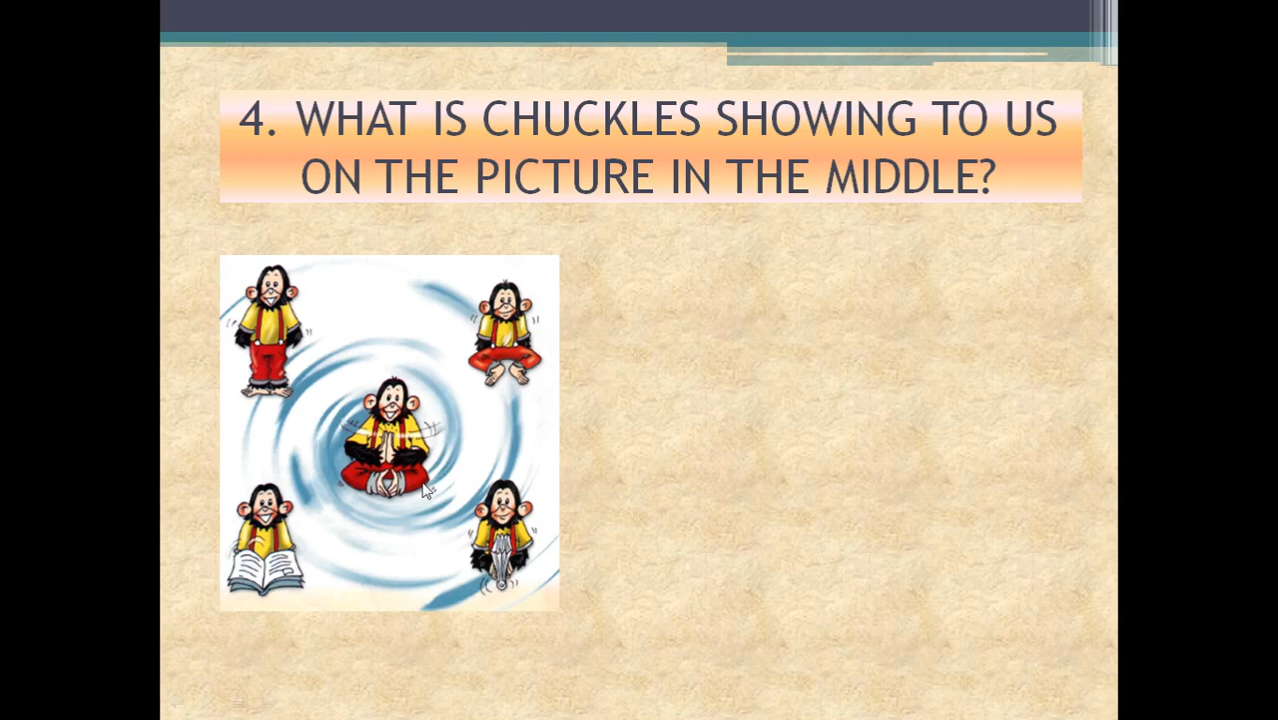 4. WHAT IS CHUCKLES SHOWING TO US
ON THE PICTURE IN THE MIDDLE?